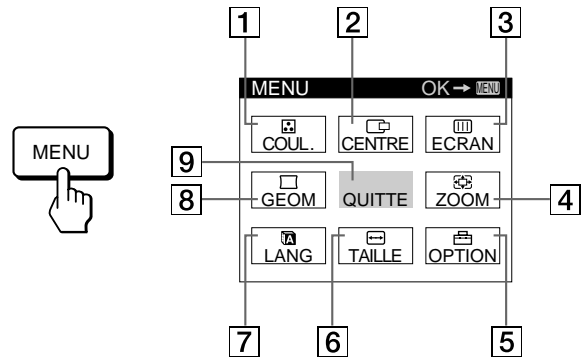 1 2 3
MENU OK → MENU
COUL. CENTRE ECRAN
MENU
9
8 GEOM QUITTE ZOOM 4
LANG TAILLE OPTION
7 6 5